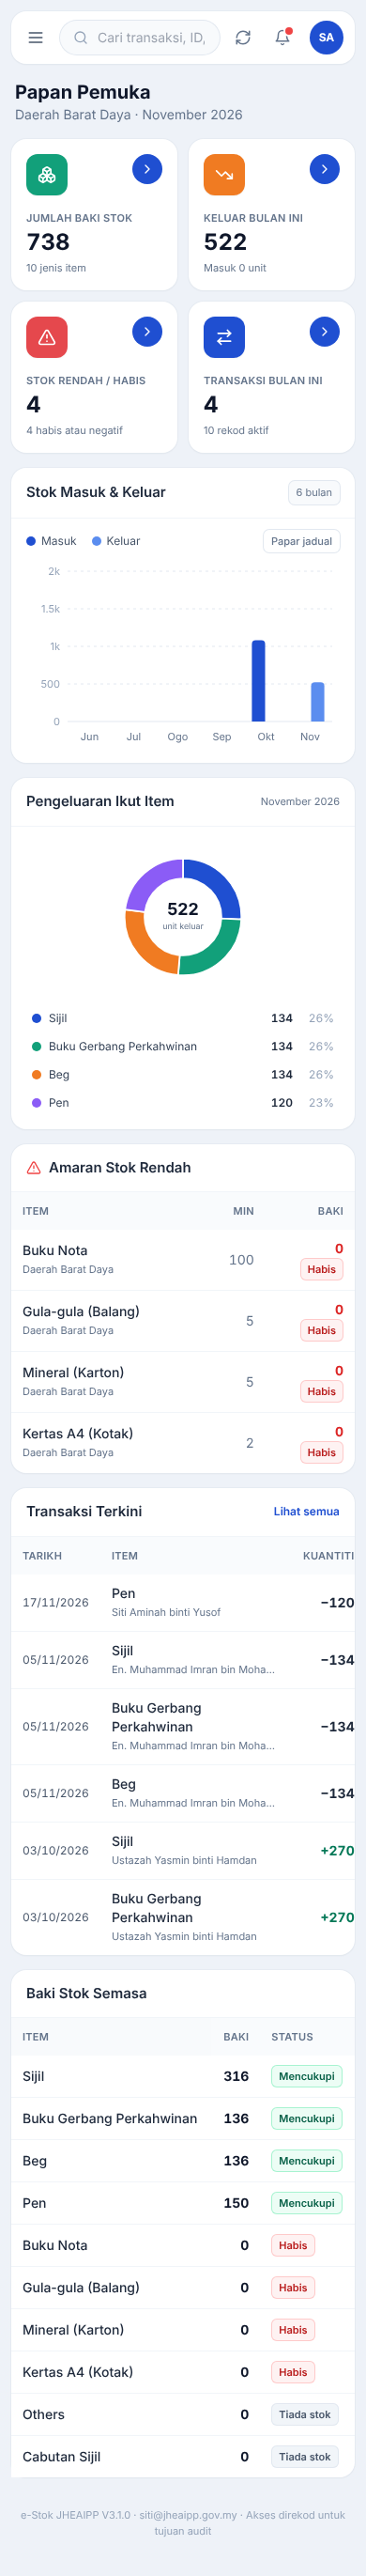 Cari transaksi, ID,
SA
Papan Pemuka
Daerah Barat Daya · November 2026
JUMLAH BAKI STOK
738
10 jenis item
KELUAR BULAN INI
522
Masuk 0 unit
STOK RENDAH / HABIS
4
4 habis atau negatif
TRANSAKSI BULAN INI
4
10 rekod aktif
Stok Masuk & Keluar
6 bulan
Masuk
Keluar
Papar jadual
2k
1.5k
1k
500
0
Jun Jul Ogo Sep Okt Nov
Pengeluaran Ikut Item
November 2026
522
unit keluar
Sijil 134 26%
Buku Gerbang Perkahwinan 134 26%
Beg 134 26%
Pen 120 23%
Amaran Stok Rendah
ITEM MIN BAKI
Buku Nota 100 0
Daerah Barat Daya Habis
Gula-gula (Balang) 5 0
Daerah Barat Daya Habis
Mineral (Karton) 5 0
Daerah Barat Daya Habis
Kertas A4 (Kotak) 2 0
Daerah Barat Daya Habis
Transaksi Terkini
Lihat semua
TARIKH ITEM KUANTITI
17/11/2026 Pen −120
Siti Aminah binti Yusof
05/11/2026 Sijil −134
En. Muhammad Imran bin Moha...
05/11/2026 Buku Gerbang Perkahwinan −134
En. Muhammad Imran bin Moha...
05/11/2026 Beg −134
En. Muhammad Imran bin Moha...
03/10/2026 Sijil +270
Ustazah Yasmin binti Hamdan
03/10/2026 Buku Gerbang Perkahwinan +270
Ustazah Yasmin binti Hamdan
Baki Stok Semasa
ITEM BAKI STATUS
Sijil 316 Mencukupi
Buku Gerbang Perkahwinan 136 Mencukupi
Beg 136 Mencukupi
Pen 150 Mencukupi
Buku Nota 0 Habis
Gula-gula (Balang) 0 Habis
Mineral (Karton) 0 Habis
Kertas A4 (Kotak) 0 Habis
Others 0 Tiada stok
Cabutan Sijil 0 Tiada stok
e-Stok JHEAIPP V3.1.0 · siti@jheaipp.gov.my · Akses direkod untuk
tujuan audit